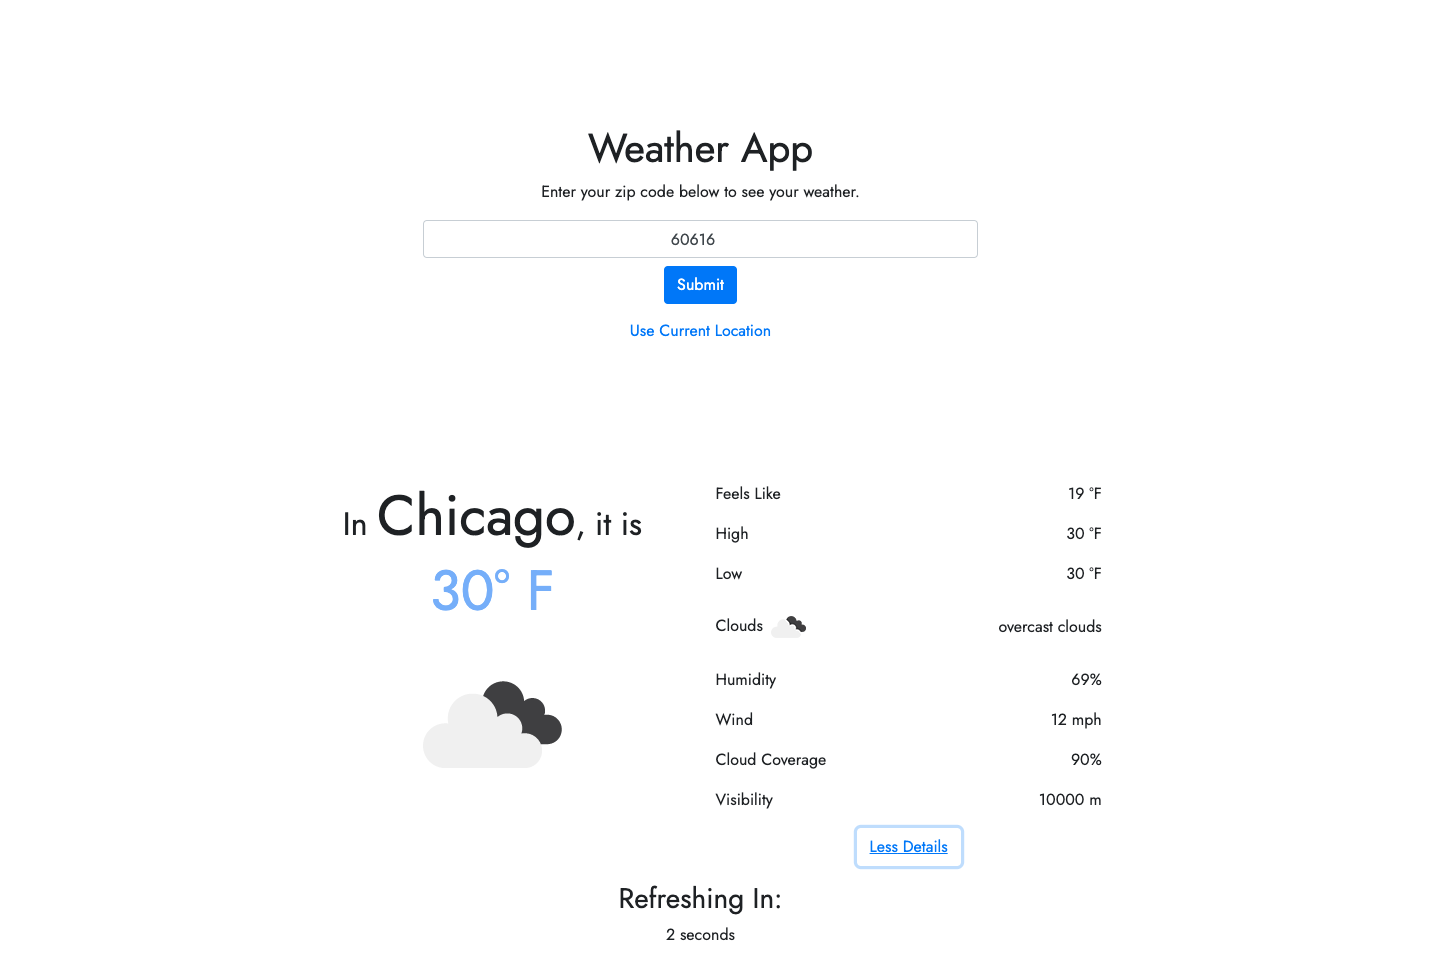 Weather App
Enter your zip code below to see your weather.
60616
Submit
Use Current Location
In Chicago, it is
30° F
Feels Like 19 °F
High 30 °F
Low 30 °F
Clouds overcast clouds
Humidity 69%
Wind 12 mph
Cloud Coverage 90%
Visibility 10000 m
Less Details
Refreshing In:
2 seconds